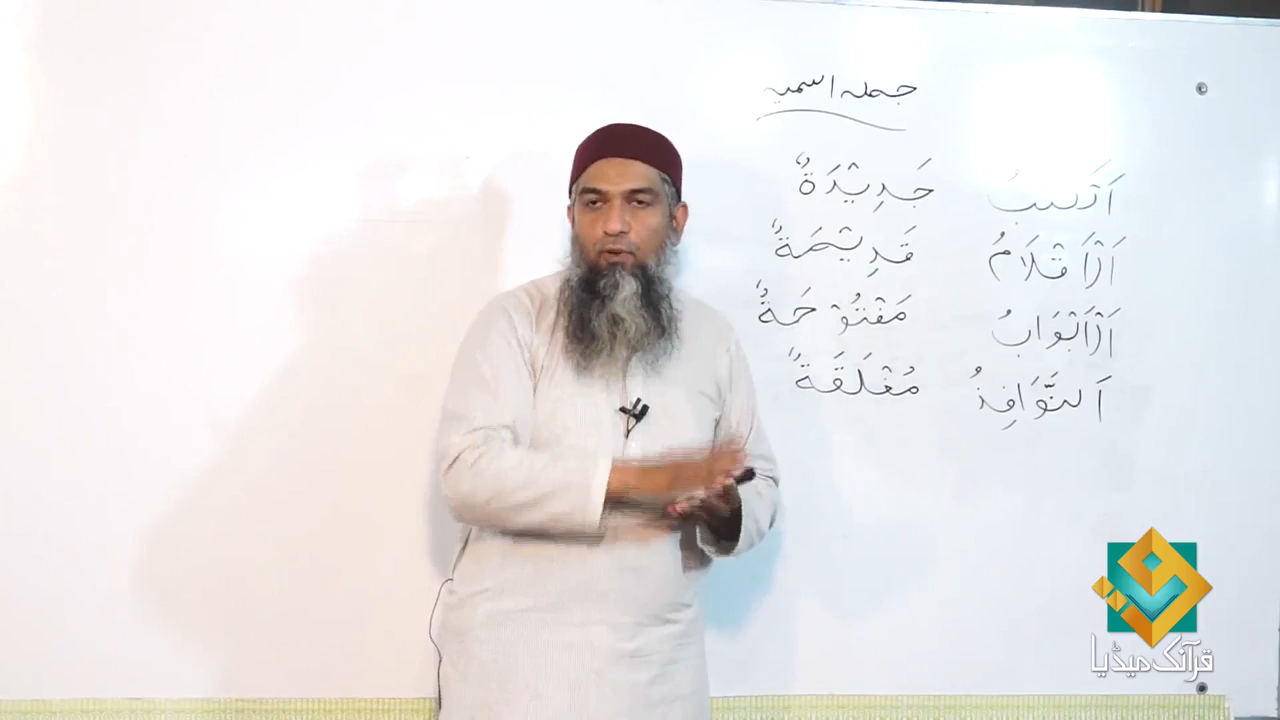 جملہ اسمیہ
اَلْکُتُبُ جَدِیْدَۃٌ
اَلْاَقْلَامُ قَدِیْمَۃٌ
اَلْاَبْوَابُ مَفْتُوْحَۃٌ
اَلنَّوَافِذُ مُغْلَقَۃٌ
قرآنک میڈیا